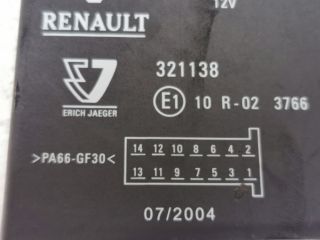 12V
RENAULT
321138
E1 10 R-02 3766
ERICH JAEGER
14 12 10 8 6 4 2
>PA66-GF30<
13 11 9 7 5 3 1
07/2004